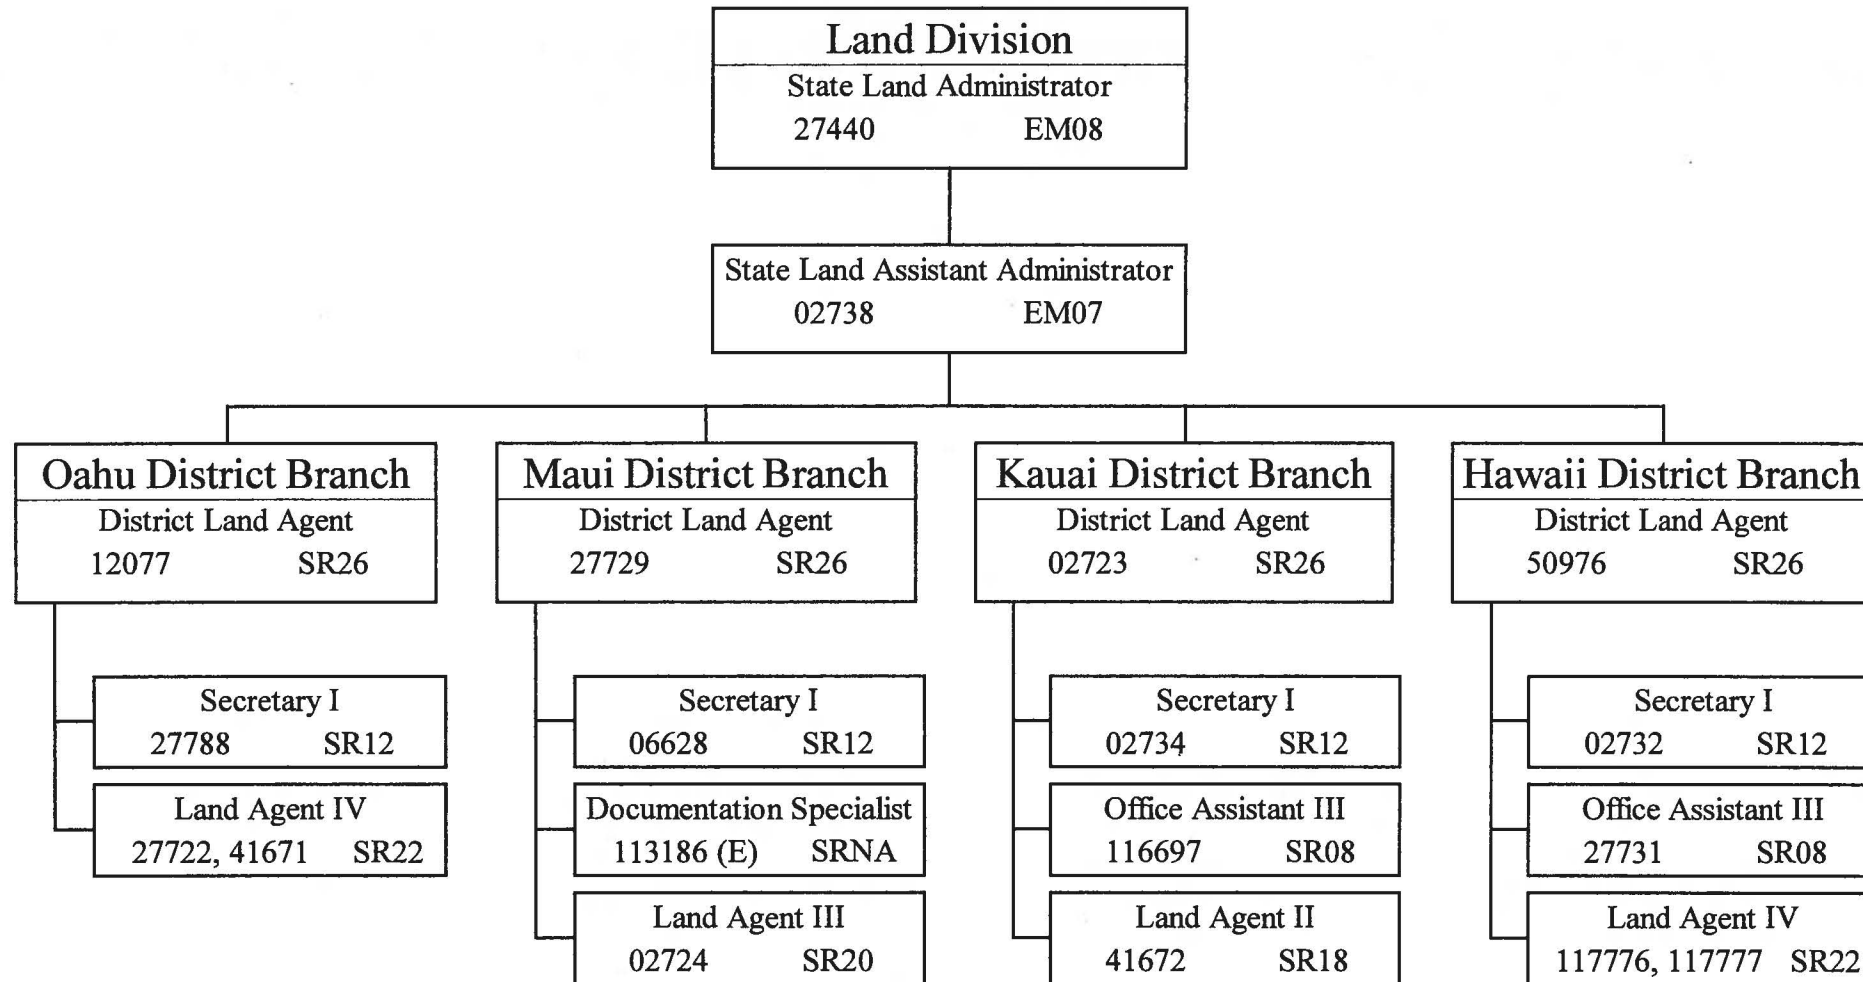 Land Division
State Land Administrator
27440 EM08
State Land Assistant Administrator
02738 EM07
Oahu District Branch
District Land Agent
12077 SR26
Secretary I
27788 SR12
Land Agent IV
27722, 41671 SR22
Maui District Branch
District Land Agent
27729 SR26
Secretary I
06628 SR12
Documentation Specialist
113186 (E) SRNA
Land Agent III
02724 SR20
Kauai District Branch
District Land Agent
02723 SR26
Secretary I
02734 SR12
Office Assistant III
116697 SR08
Land Agent II
41672 SR18
Hawaii District Branch
District Land Agent
50976 SR26
Secretary I
02732 SR12
Office Assistant III
27731 SR08
Land Agent IV
117776, 117777 SR22